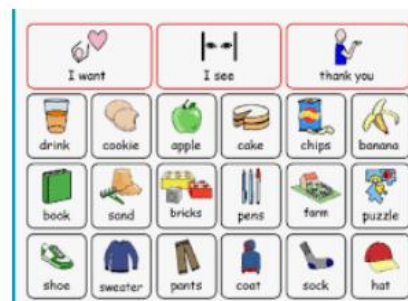 I want I see thank you
drink cookie apple cake chips banana
book sand bricks pens farm puzzle
shoe sweater pants coat sock hat